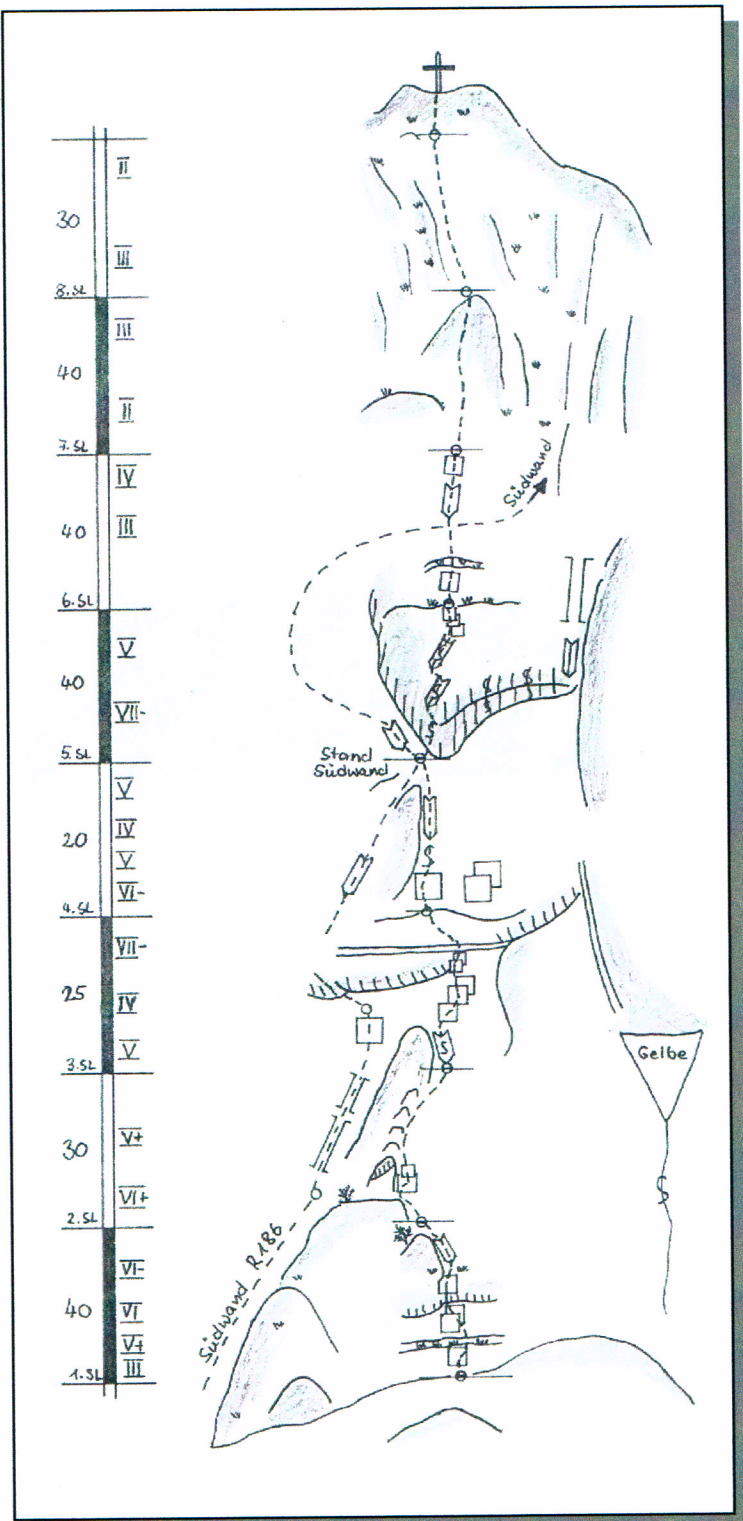 II
30
III
8.SL
III
40
II
7.SL
IV
Südwand
III
40
6.SL
V
40
VII-
5.SL
Stand
Südwand
V
IV
20
V
VI-
4.SL
VII-
25
IV
V
3.SL
Gelbe
S
V+
30
VI+
2.SL
Südwand R.186
VI-
40
VI
V+
III
1.SL